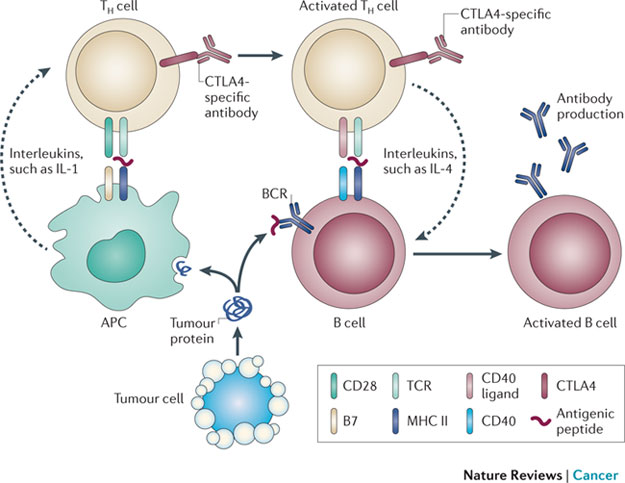 T_H cell
Activated T_H cell
CTLA4-specific
antibody
CTLA4-
specific
antibody
Antibody
production
Interleukins,
such as IL-1
Interleukins,
such as IL-4
BCR
APC
Tumour
protein
B cell
Activated B cell
Tumour cell
CD28
TCR
CD40
ligand
CTLA4
B7
MHC II
CD40
Antigenic
peptide
Nature Reviews | Cancer